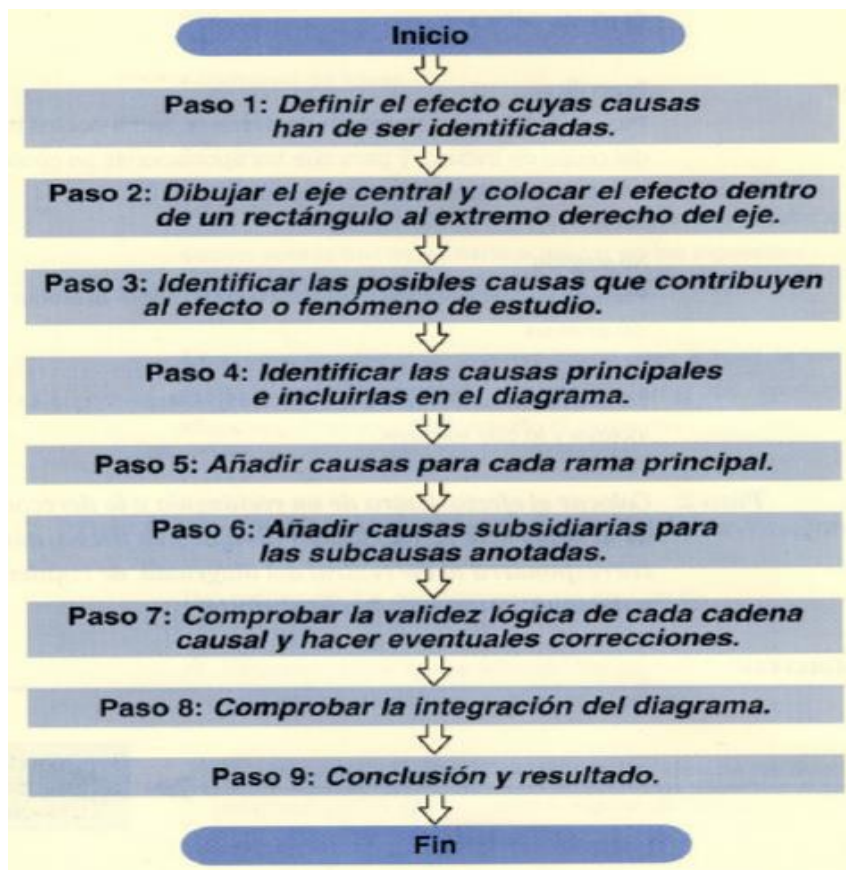 Inicio
Paso 1: Definir el efecto cuyas causas
han de ser identificadas.
Paso 2: Dibujar el eje central y colocar el efecto dentro
de un rectángulo al extremo derecho del eje.
Paso 3: Identificar las posibles causas que contribuyen
al efecto o fenómeno de estudio.
Paso 4: Identificar las causas principales
e incluirlas en el diagrama.
Paso 5: Añadir causas para cada rama principal.
Paso 6: Añadir causas subsidiarias para
las subcausas anotadas.
Paso 7: Comprobar la validez lógica de cada cadena
causal y hacer eventuales correcciones.
Paso 8: Comprobar la integración del diagrama.
Paso 9: Conclusión y resultado.
Fin